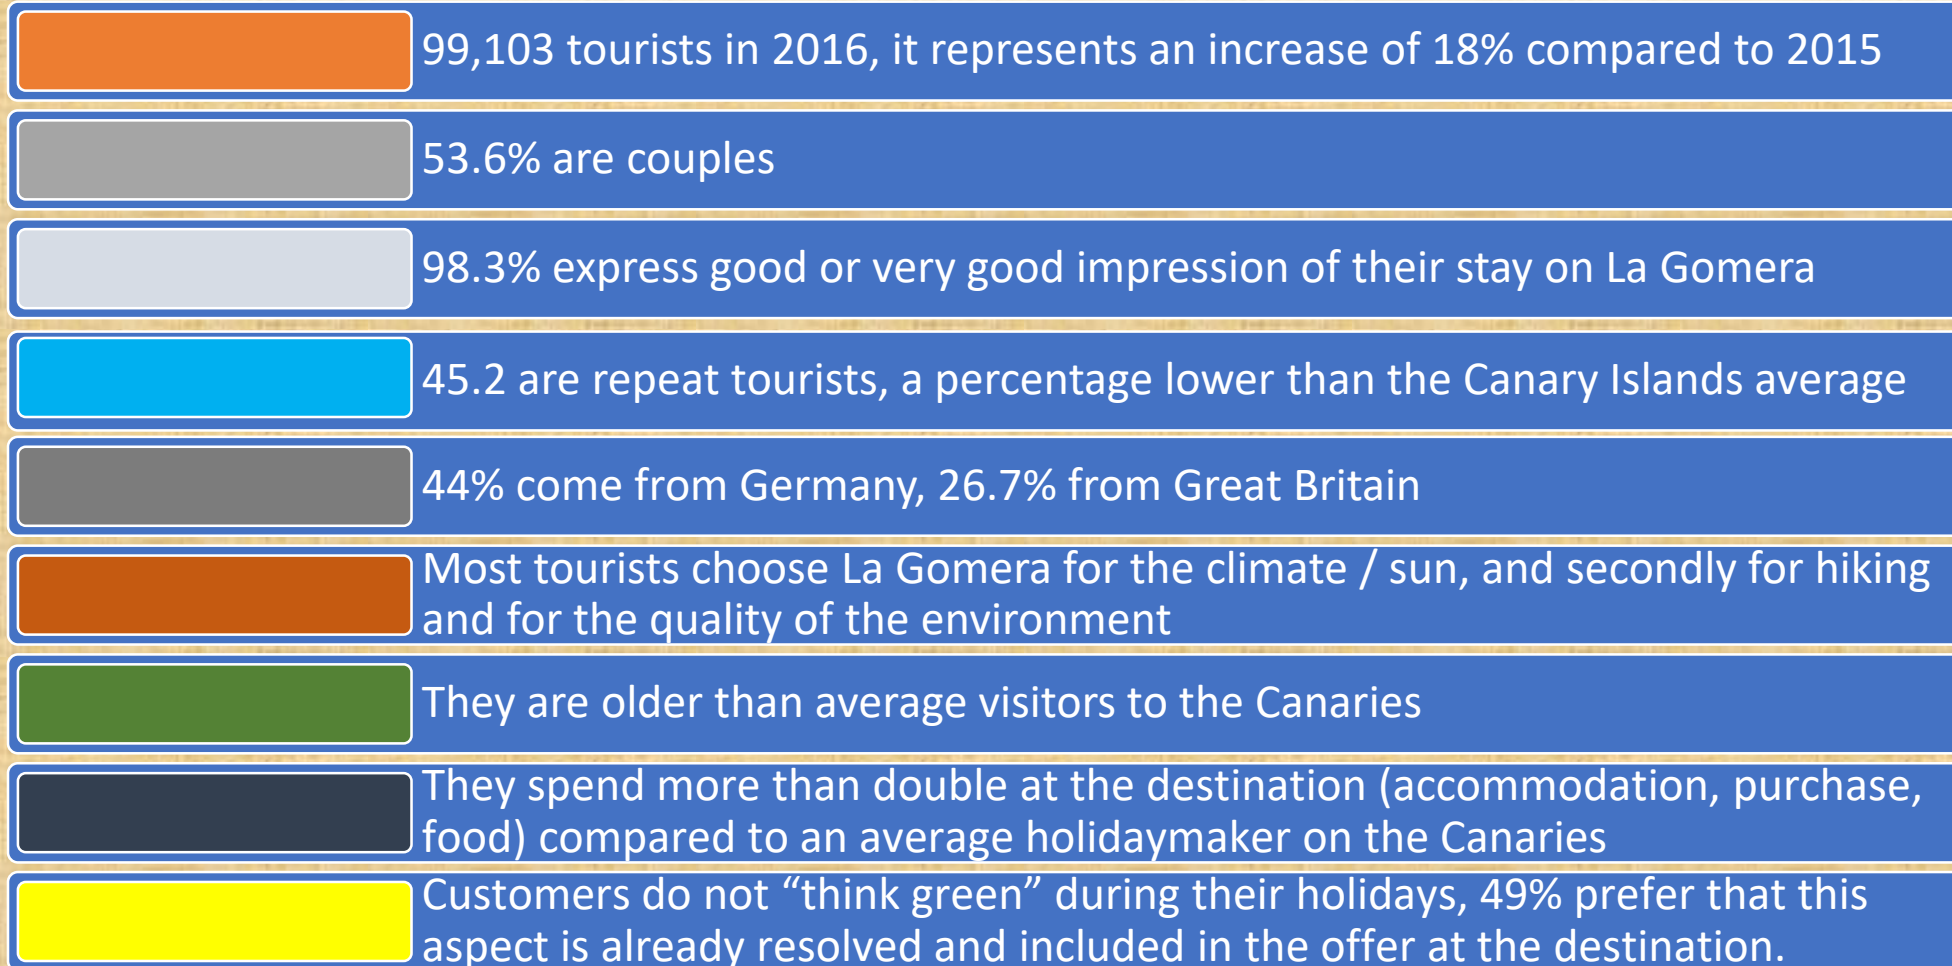 99,103 tourists in 2016, it represents an increase of 18% compared to 2015
53.6% are couples
98.3% express good or very good impression of their stay on La Gomera
45.2 are repeat tourists, a percentage lower than the Canary Islands average
44% come from Germany, 26.7% from Great Britain
Most tourists choose La Gomera for the climate / sun, and secondly for hiking
and for the quality of the environment
They are older than average visitors to the Canaries
They spend more than double at the destination (accommodation, purchase,
food) compared to an average holidaymaker on the Canaries
Customers do not “think green” during their holidays, 49% prefer that this
aspect is already resolved and included in the offer at the destination.